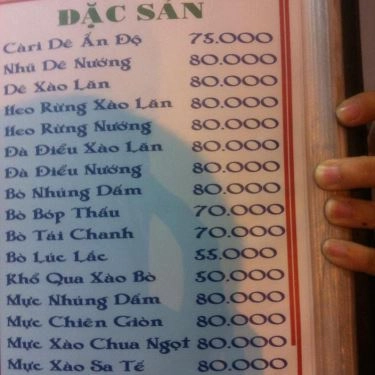 ĐẶC SẢN
Càri Dê Ấn Độ 75.000
Nhũ Dê Nướng 80.000
Dê Xào Lăn 80.000
Heo Rừng Xào Lăn 80.000
Heo Rừng Nướng 80.000
Đà Điểu Xào Lăn 80.000
Đà Điểu Nướng 80.000
Bò Nhúng Dấm 80.000
Bò Bóp Thấu 70.000
Bò Tái Chanh 70.000
Bò Lúc Lắc 55.000
Khổ Qua Xào Bò 50.000
Mực Nhúng Dấm 80.000
Mực Chiên Giòn 80.000
Mực Xào Chua Ngọt 80.000
Mực Xào Sa Tế 80.000